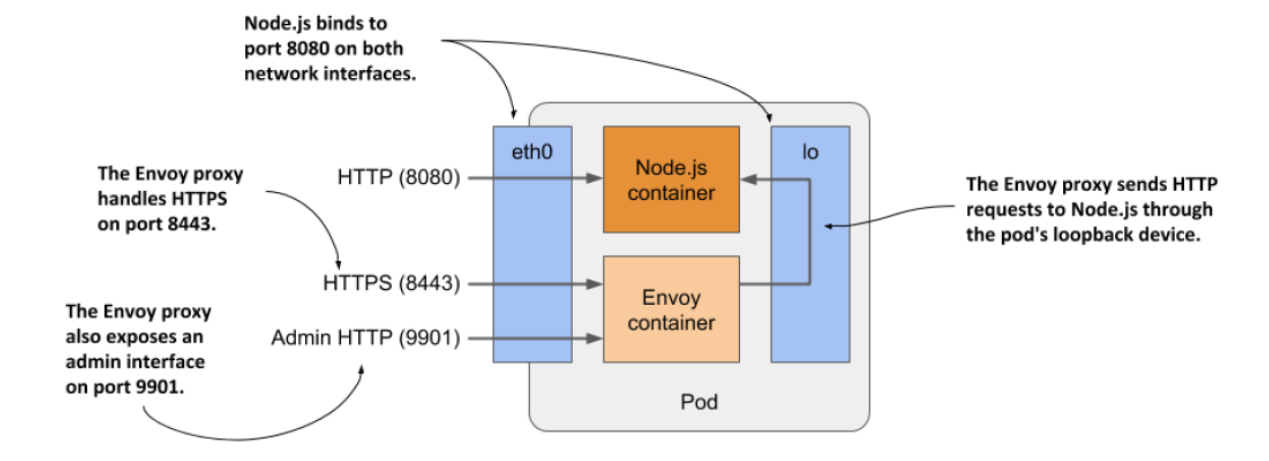 Node.js binds to
port 8080 on both
network interfaces.
eth0
lo
Node.js
container
HTTP (8080)
The Envoy proxy
handles HTTPS
on port 8443.
The Envoy proxy sends HTTP
requests to Node.js through
the pod's loopback device.
HTTPS (8443)
Envoy
container
The Envoy proxy
also exposes an
admin interface
on port 9901.
Admin HTTP (9901)
Pod